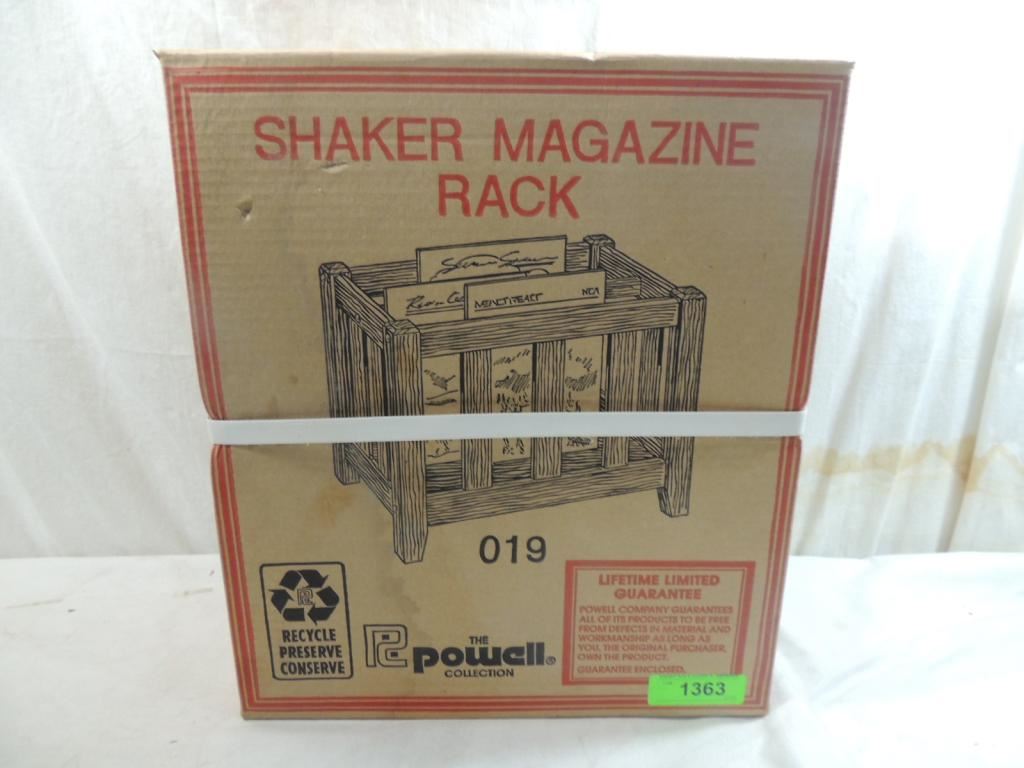 SHAKER MAGAZINE
RACK
NCA
019
RECYCLE
PRESERVE
CONSERVE
THE
powell®
COLLECTION
LIFETIME LIMITED
GUARANTEE
POWELL COMPANY GUARANTEES
ALL OF ITS PRODUCTS TO BE FREE
FROM DEFECTS IN MATERIAL AND
WORKMANSHIP AS LONG AS
YOU, THE ORIGINAL PURCHASER,
OWN THE PRODUCT.
GUARANTEE ENCLOSED.
1363